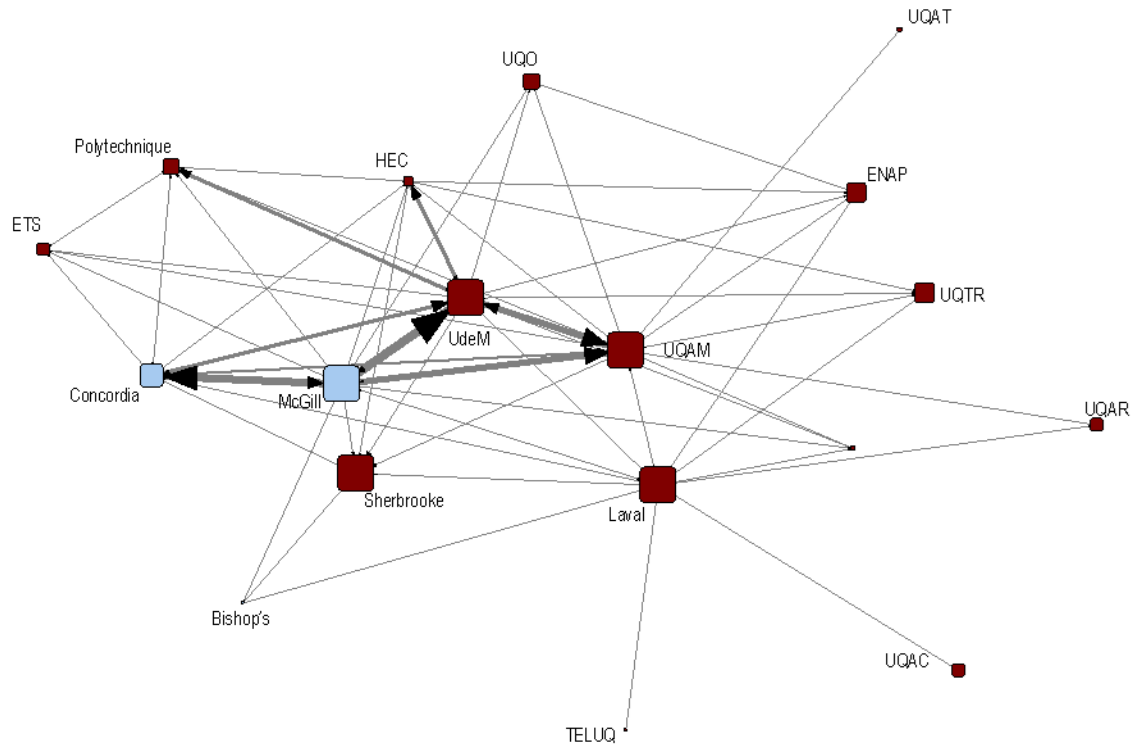 UQAT
UQO
Polytechnique
HEC
ENAP
ETS
UQTR
UdeM
UQAM
Concordia
McGill
UQAR
Sherbrooke
Laval
Bishop's
UQAC
TELUQ